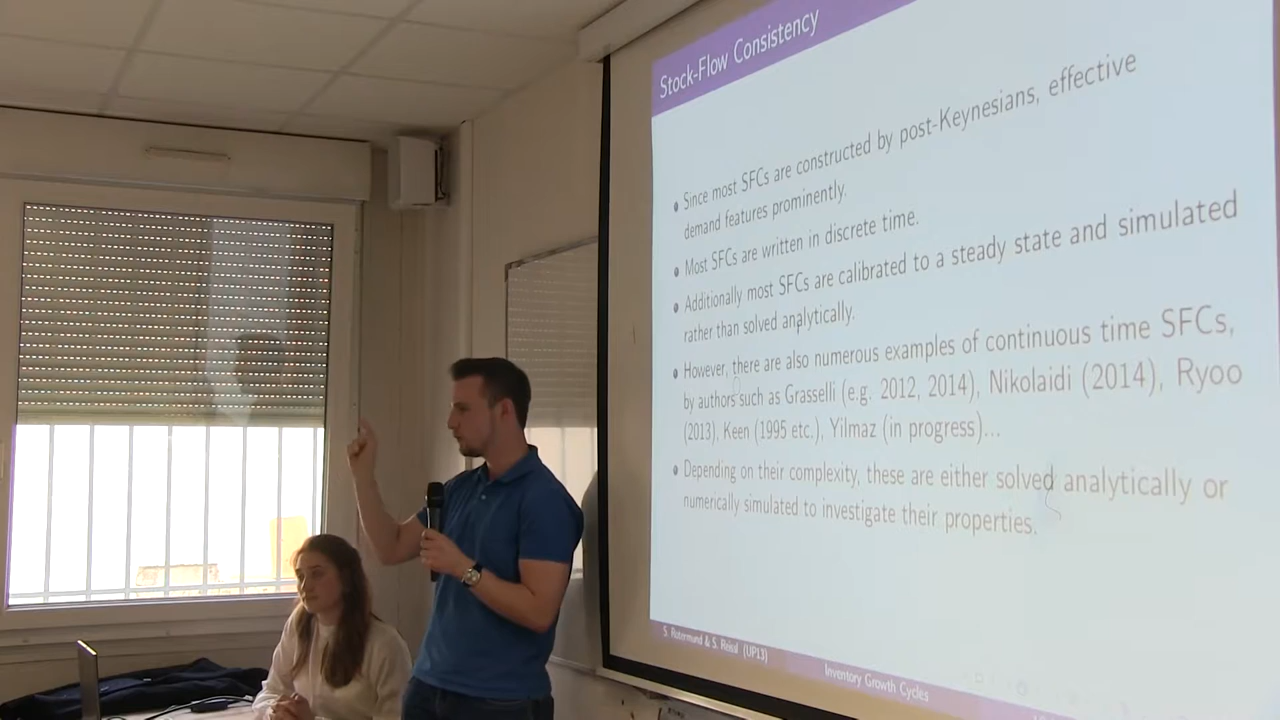 Stock-Flow Consistency
Since most SFCs are constructed by post-Keynesians, effective
demand features prominently.
Most SFCs are written in discrete time.
Additionally most SFCs are calibrated to a steady state and simulated
rather than solved analytically.
However, there are also numerous examples of continuous time SFCs,
by authors such as Grasselli (e.g. 2012, 2014), Nikolaidi (2014), Ryoo
(2013), Keen (1995 etc.), Yilmaz (in progress)...
Depending on their complexity, these are either solved analytically or
numerically simulated to investigate their properties.
S. Rotermund & S. Reisal (UP13)
Inventory Growth Cycles